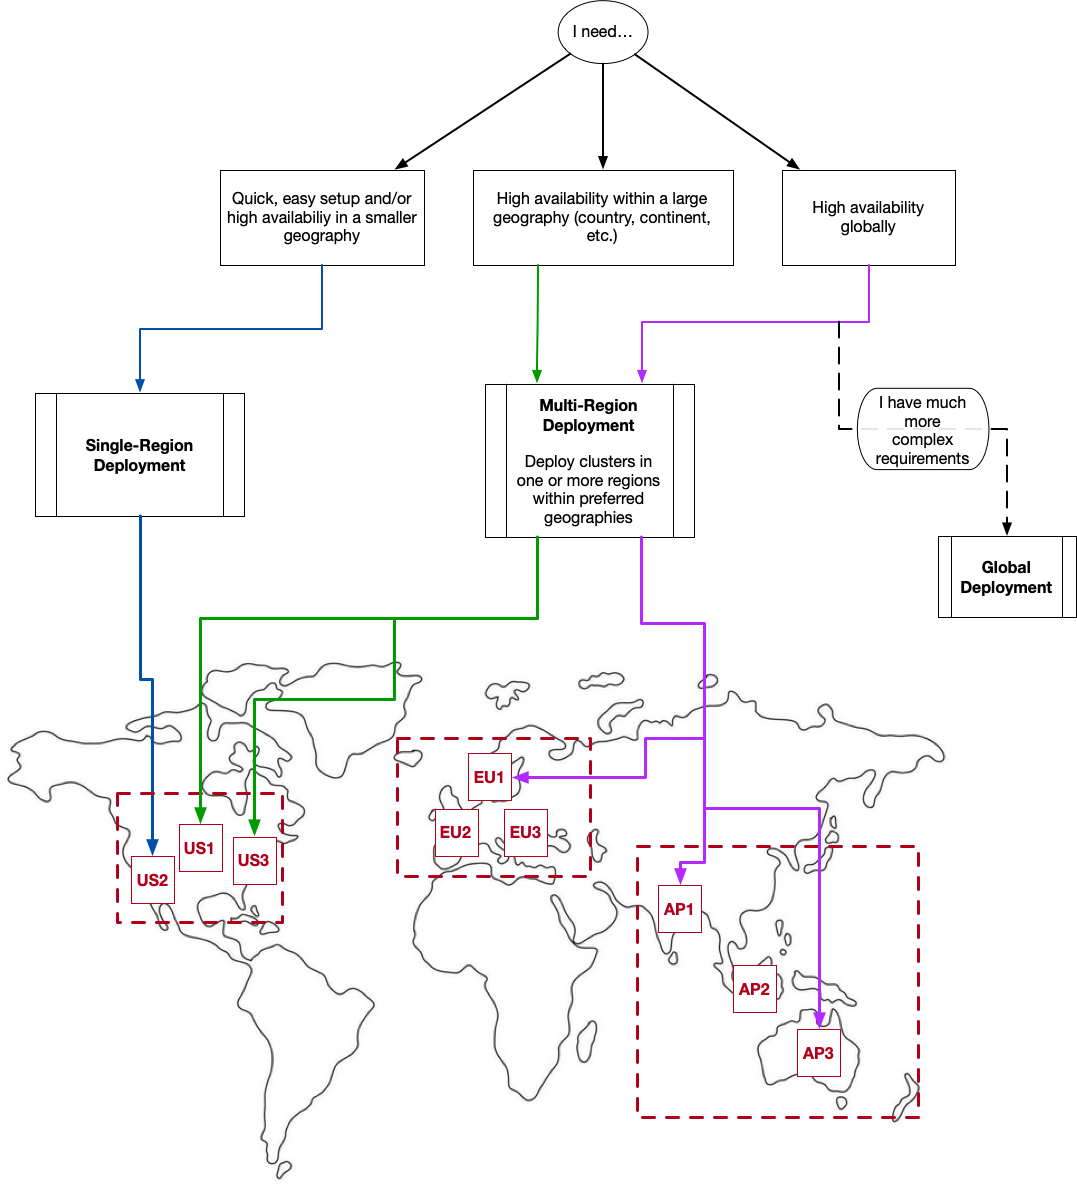 I need…
Quick, easy setup and/or
high availabiliy in a smaller
geography
High availability within a large
geography (country, continent,
etc.)
High availability
globally
Single-Region
Deployment
Multi-Region
Deployment
Deploy clusters in
one or more regions
within preferred
geographies
I have much
more
complex
requirements
Global
Deployment
EU1
EU2
EU3
US1
US3
US2
AP1
AP2
AP3